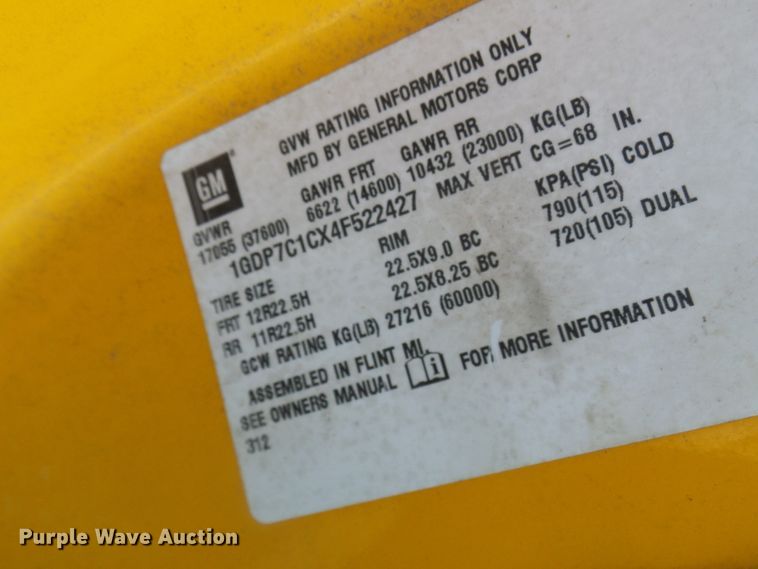 GVW RATING INFORMATION ONLY
MFD BY GENERAL MOTORS CORP
GM
GVWR GAWR FRT GAWR RR
17055 (37600) 6622 (14600) 10432 (23000) KG(LB)
1GDP7C1CX4F522427 MAX VERT CG=68 IN.
TIRE SIZE RIM KPA(PSI) COLD
FRT 12R22.5H 22.5X9.0 BC 790(115)
RR 11R22.5H 22.5X8.25 BC 720(105) DUAL
GCW RATING KG(LB) 27216 (60000)
ASSEMBLED IN FLINT MI.
SEE OWNERS MANUAL i FOR MORE INFORMATION
312
Purple Wave Auction